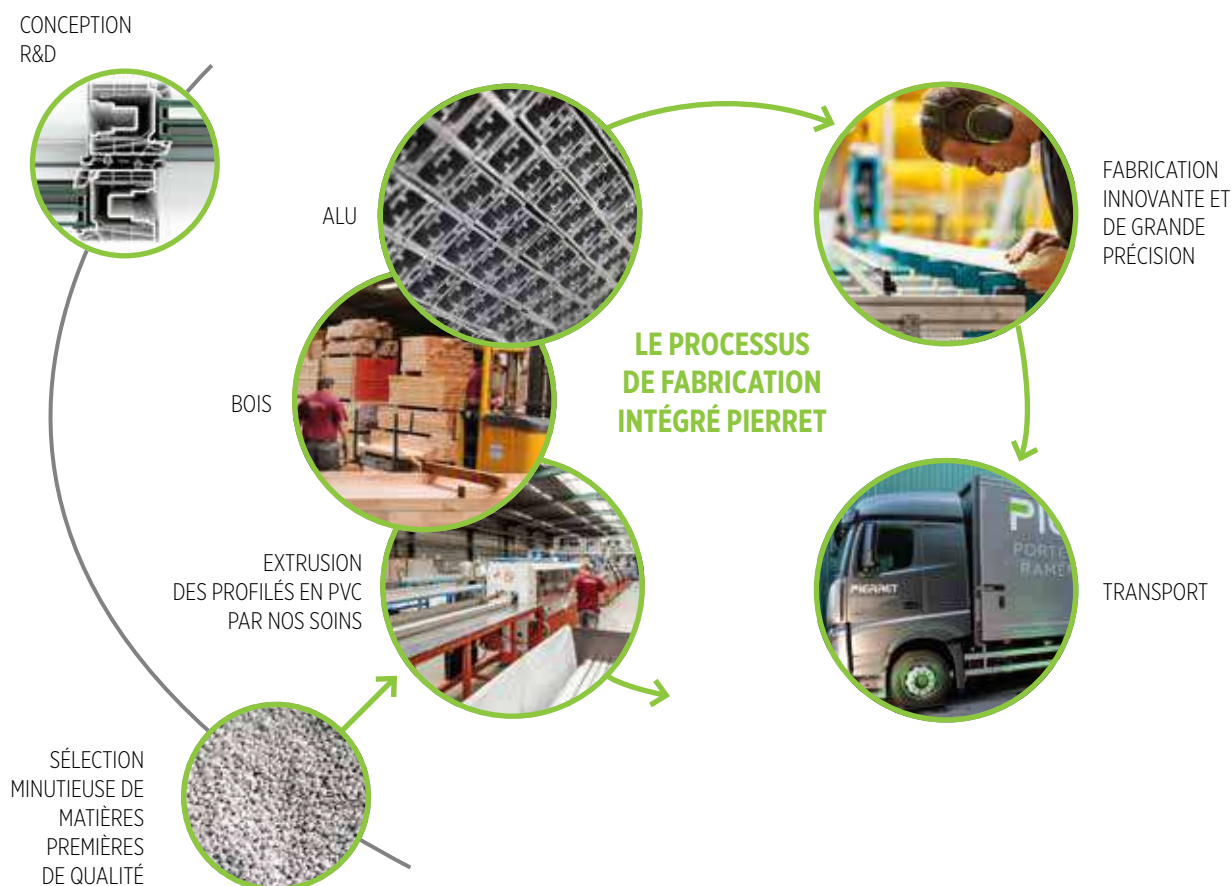 CONCEPTION
R&D
ALU
BOIS
EXTRUSION
DES PROFILÉS EN PVC
PAR NOS SOINS
SÉLECTION
MINUTIEUSE DE
MATIÈRES
PREMIÈRES
DE QUALITÉ
LE PROCESSUS
DE FABRICATION
INTÉGRÉ PIERRET
FABRICATION
INNOVANTE ET
DE GRANDE
PRÉCISION
PIERRET
PORTE
TRANSPORT